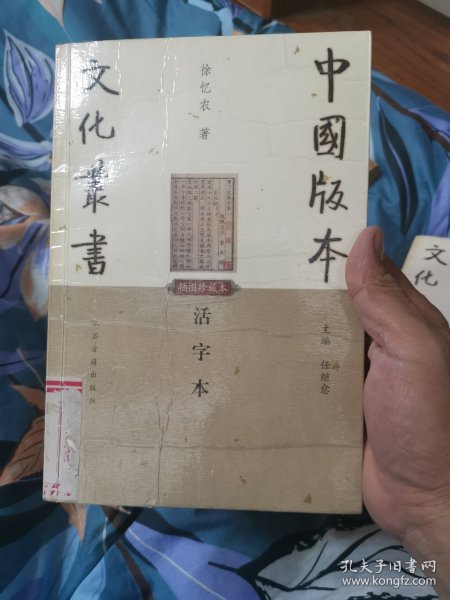 中國版本
文化叢書
徐忆农 著
插图珍藏本
活字本
主编 任继愈
江苏古籍出版社
文化
孔夫子旧书网
www.kongfz.com